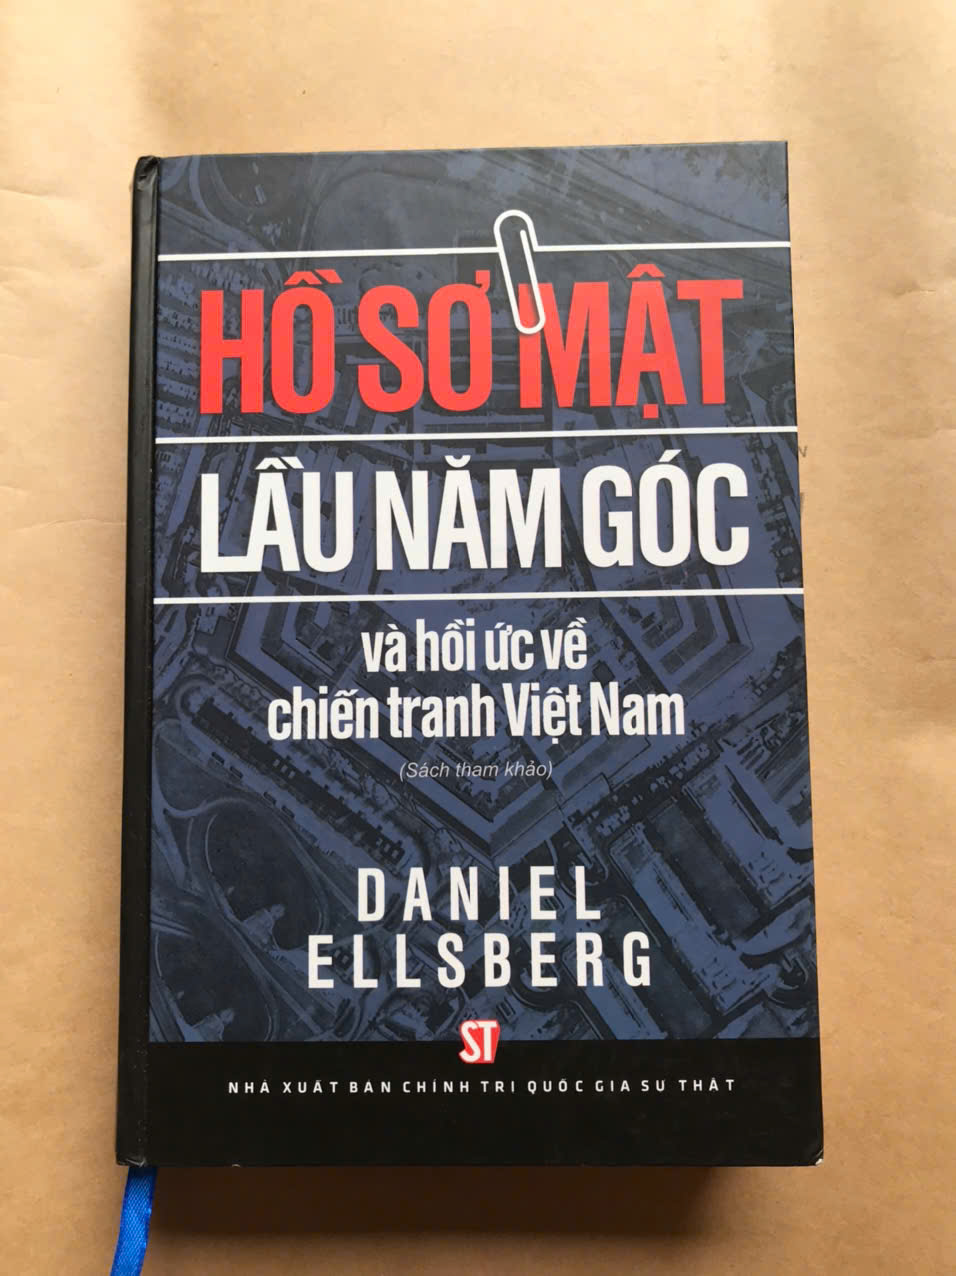 HỒ SƠ MẬT
LẦU NĂM GÓC
và hồi ức về
chiến tranh Việt Nam
(Sách tham khảo)
DANIEL
ELLSBERG
ST
NHÀ XUẤT BẢN CHÍNH TRỊ QUỐC GIA SỰ THẬT